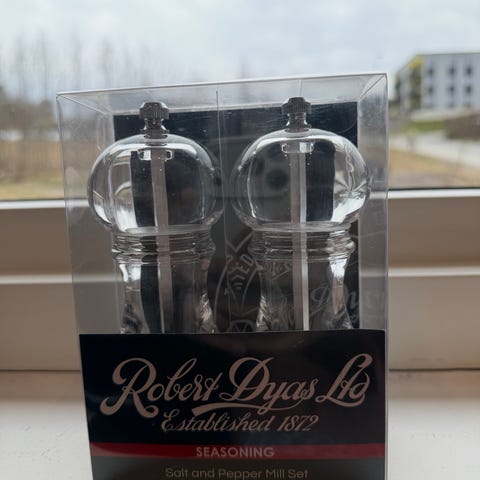 Robert Dyas Ltd
Established 1872
SEASONING
Salt and Pepper Mill Set